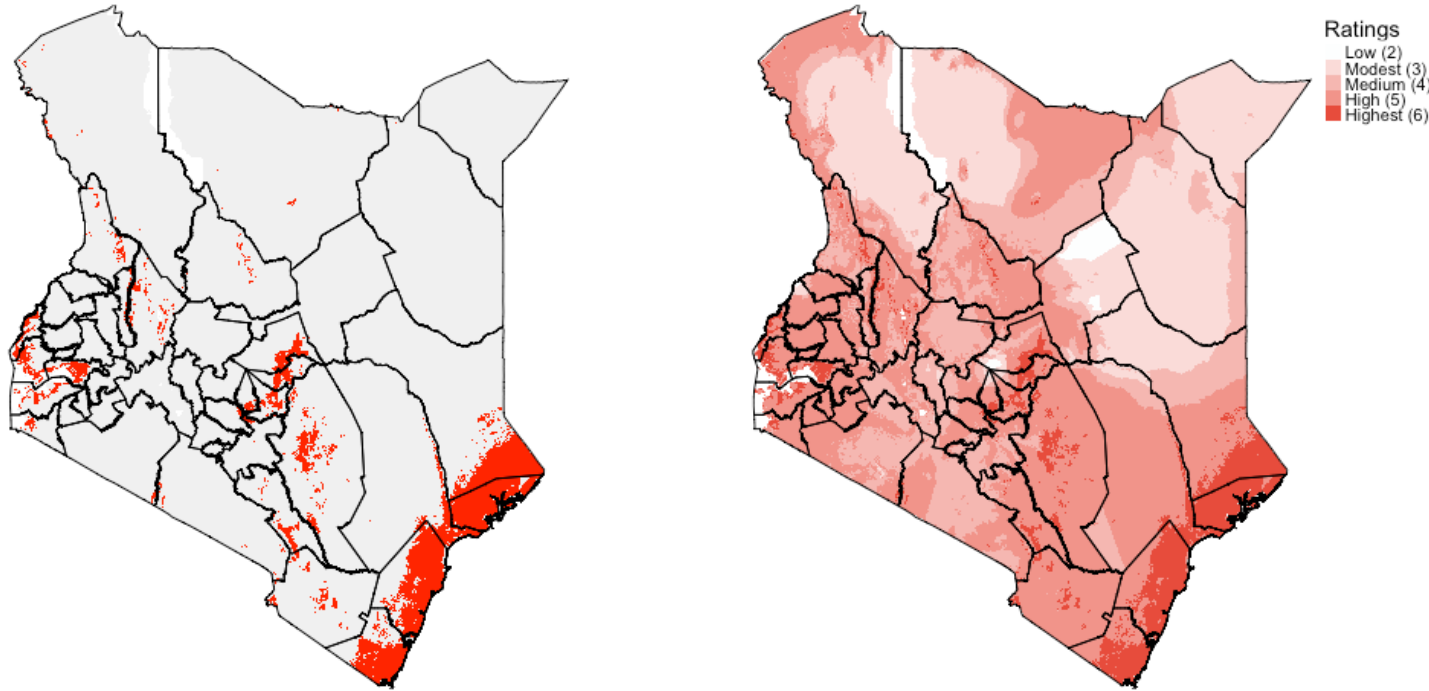 Ratings
Low (2)
Modest (3)
Medium (4)
High (5)
Highest (6)